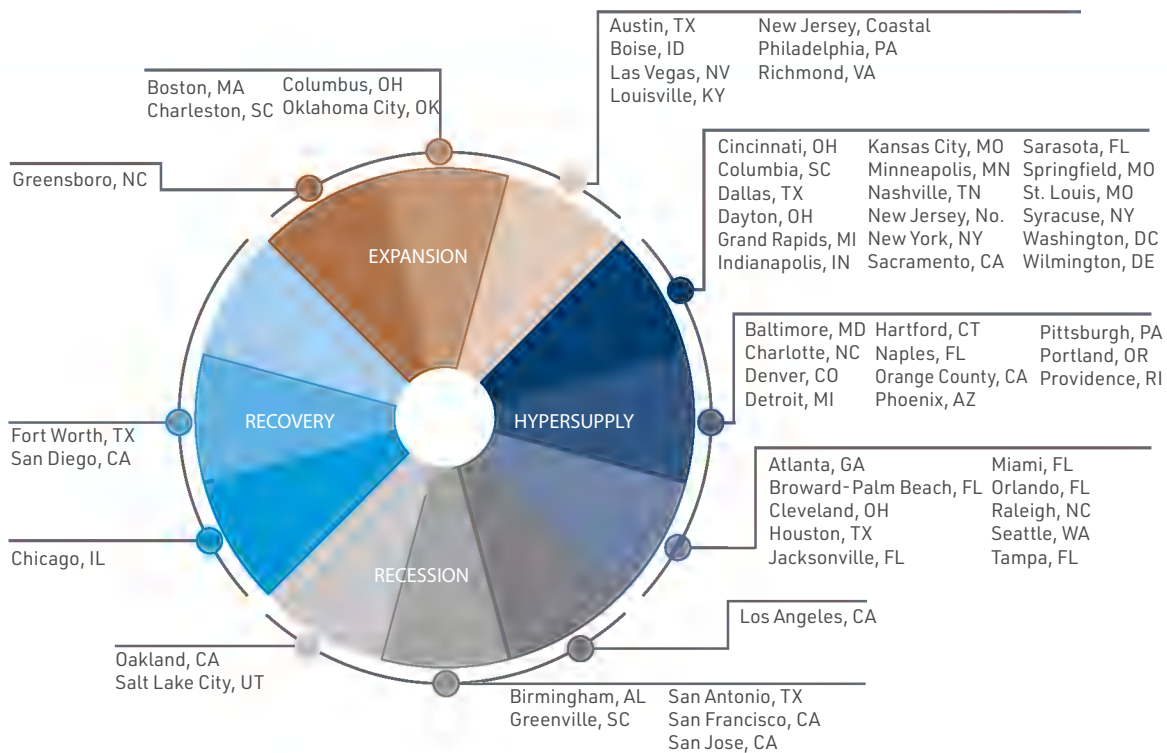 Austin, TX
Boise, ID
Las Vegas, NV
Louisville, KY
New Jersey, Coastal
Philadelphia, PA
Richmond, VA
Boston, MA
Charleston, SC
Columbus, OH
Oklahoma City, OK
Greensboro, NC
Cincinnati, OH
Columbia, SC
Dallas, TX
Dayton, OH
Grand Rapids, MI
Indianapolis, IN
Kansas City, MO
Minneapolis, MN
Nashville, TN
New Jersey, No.
New York, NY
Sacramento, CA
Sarasota, FL
Springfield, MO
St. Louis, MO
Syracuse, NY
Washington, DC
Wilmington, DE
EXPANSION
Baltimore, MD
Charlotte, NC
Denver, CO
Detroit, MI
Hartford, CT
Naples, FL
Orange County, CA
Phoenix, AZ
Pittsburgh, PA
Portland, OR
Providence, RI
RECOVERY
HYPERSUPPLY
Fort Worth, TX
San Diego, CA
Atlanta, GA
Broward-Palm Beach, FL
Cleveland, OH
Houston, TX
Jacksonville, FL
Miami, FL
Orlando, FL
Raleigh, NC
Seattle, WA
Tampa, FL
Chicago, IL
RECESSION
Los Angeles, CA
Oakland, CA
Salt Lake City, UT
Birmingham, AL
Greenville, SC
San Antonio, TX
San Francisco, CA
San Jose, CA